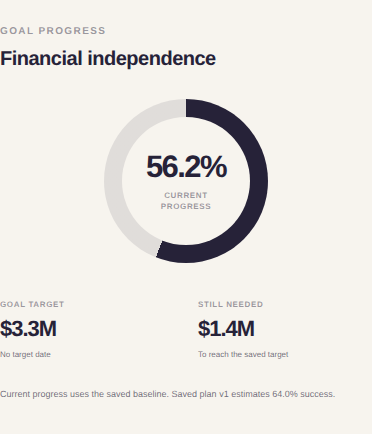 GOAL PROGRESS
Financial independence
56.2%
CURRENT
PROGRESS
GOAL TARGET
$3.3M
No target date
STILL NEEDED
$1.4M
To reach the saved target
Current progress uses the saved baseline. Saved plan v1 estimates 64.0% success.